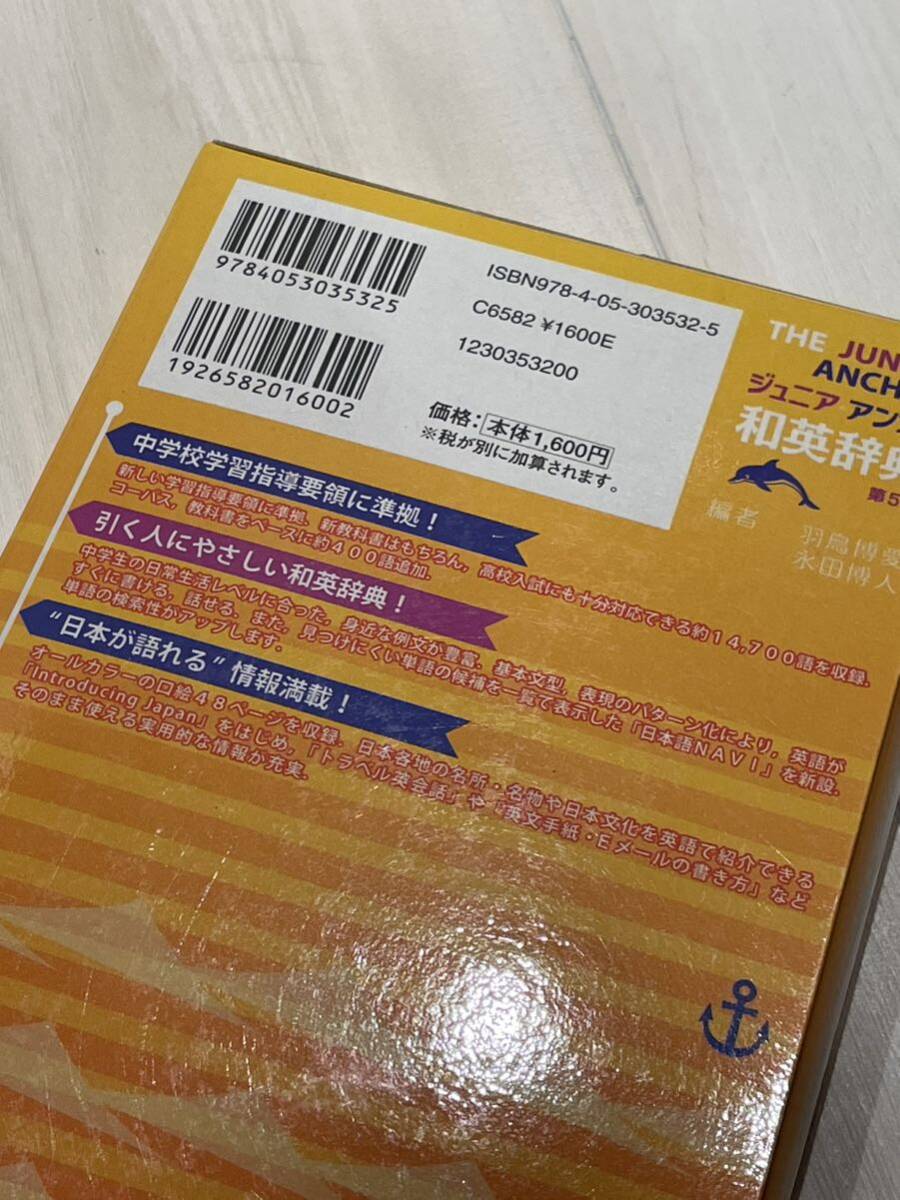 9784053035325
1926582016002
ISBN978-4-05-303532-5
C6582 ¥1600E
1230353200
価格：本体1,600円
※税が別に加算されます。
THE JUN
ANCH
ジュニア アン
和英辞典
第5
編者 羽鳥博愛
永田博人
中学校学習指導要領に準拠！
新しい学習指導要領に準拠．新教科書はもちろん，高校入試にも十分対応できる約14,700語を収録．
コーパス，教科書をベースに約400語追加．
引く人にやさしい和英辞典！
中学生の日常生活レベルに合った，身近な例文が豊富．基本文型，表現のパターン化により，英語が
すぐに書ける，話せる．また，見つけにくい単語の候補を一覧で表示した「日本語NAVI」を新設．
単語の検索性がアップします．
“日本が語れる”情報満載！
オールカラーの口絵48ページを収録．日本各地の名所・名物や日本文化を英語で紹介できる
「Introducing Japan」をはじめ，「トラベル英会話」や「英文手紙・Eメールの書き方」など
そのまま使える実用的な情報が充実．